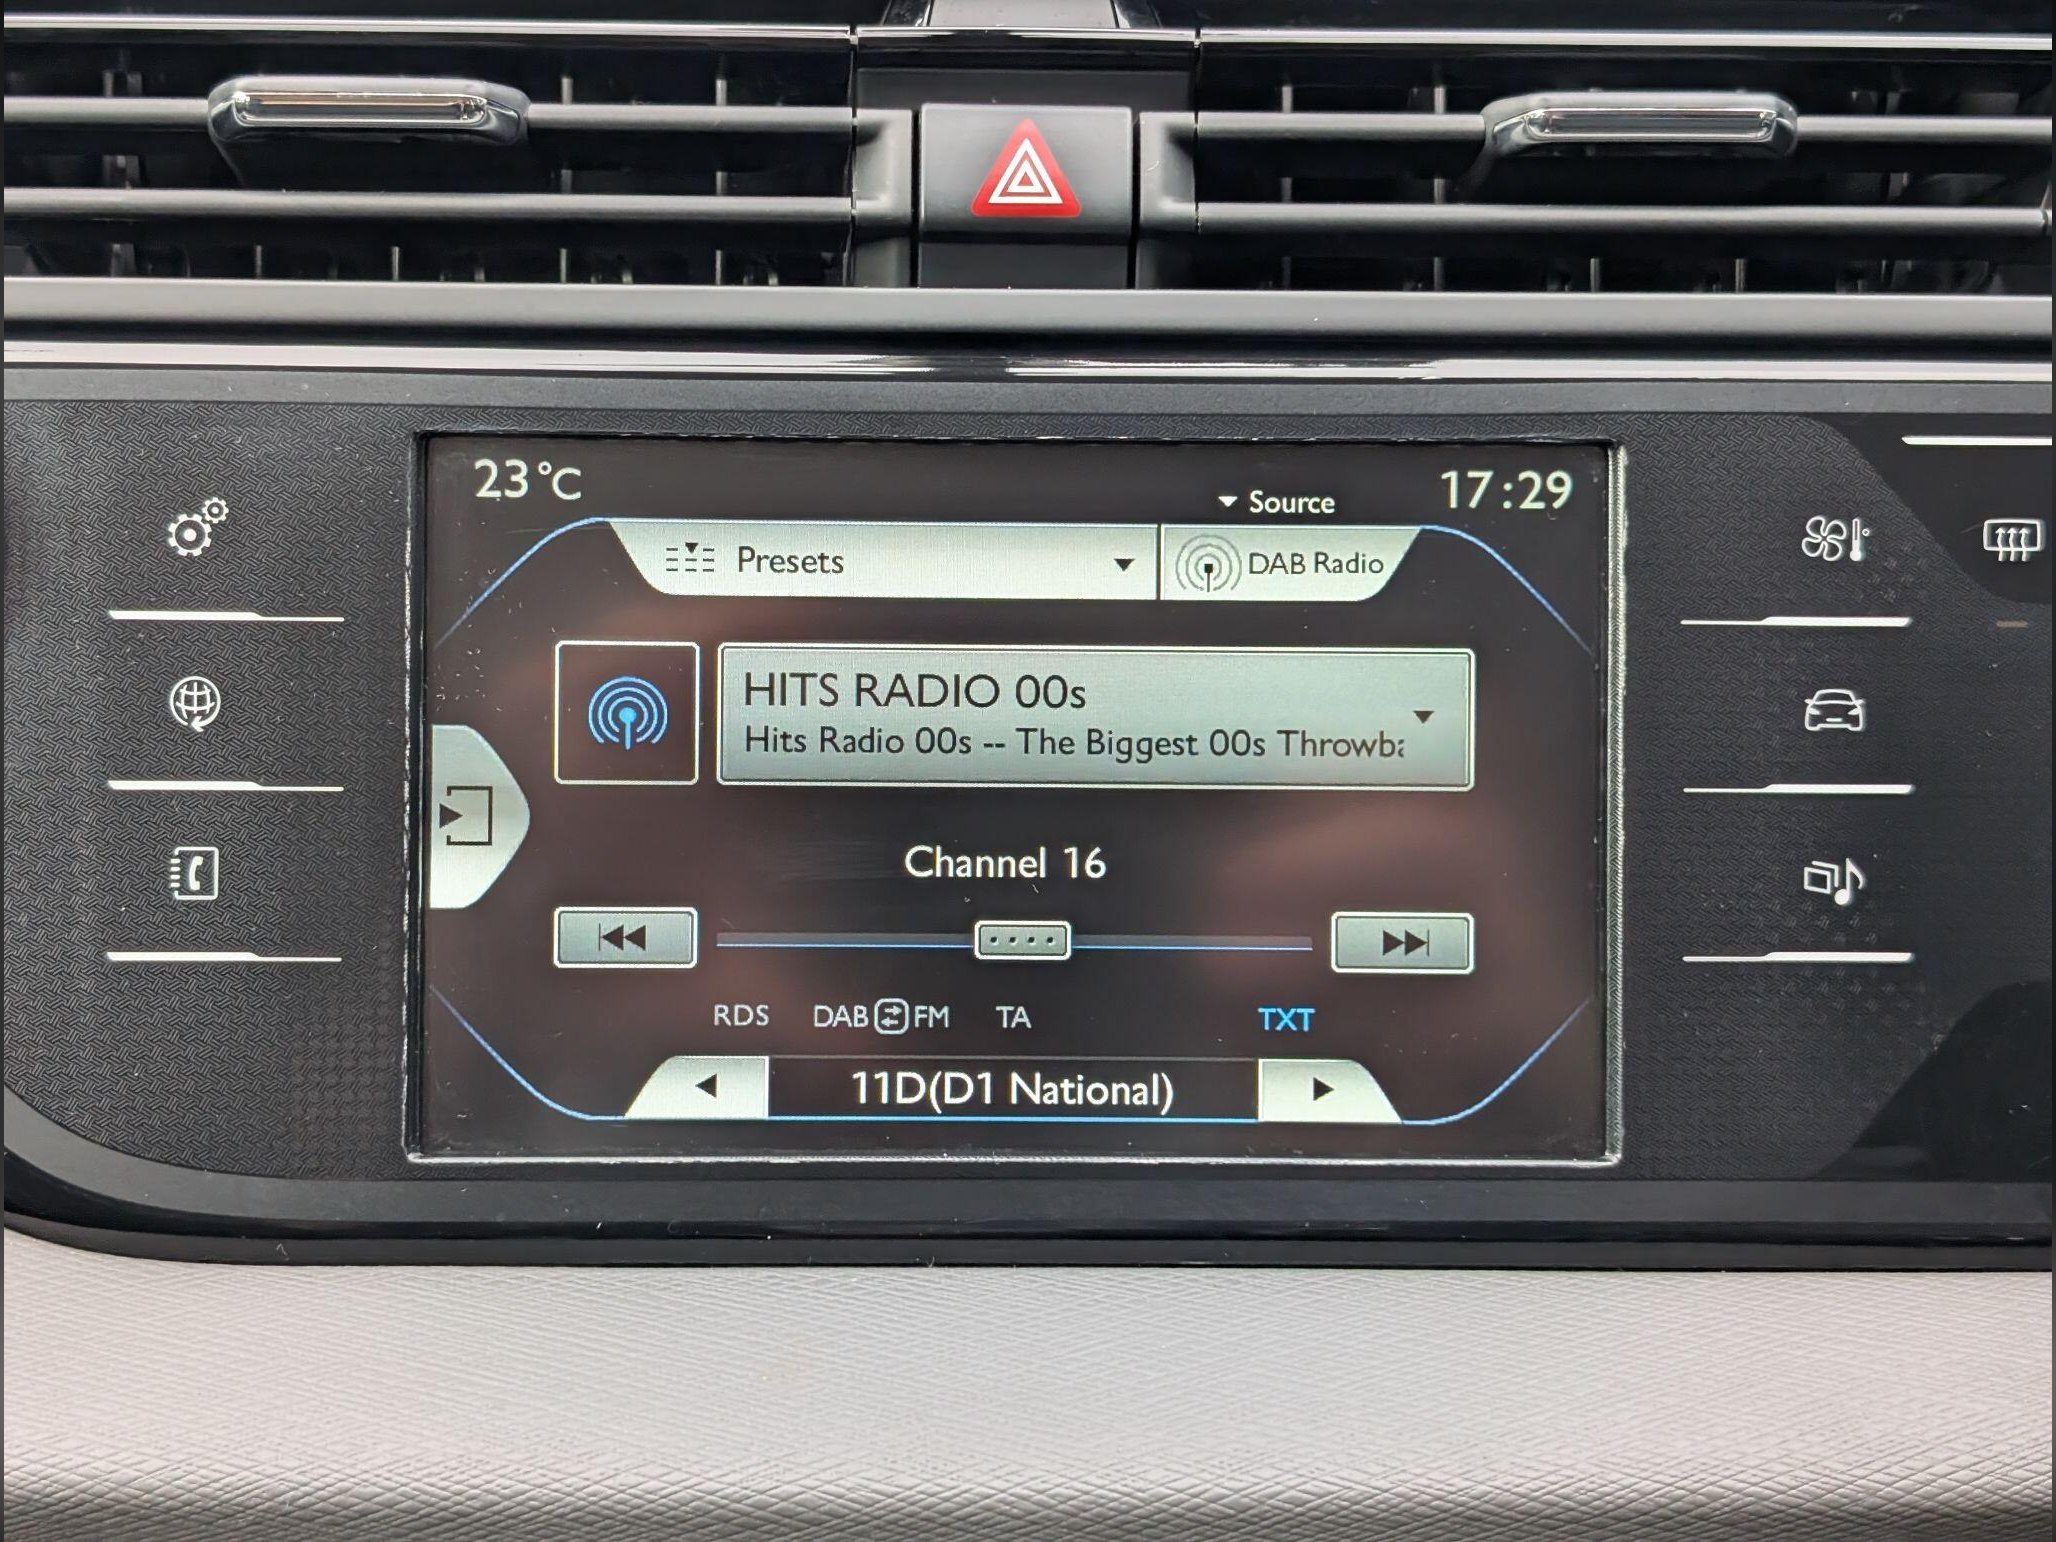 23°C
Source
17:29
Presets
DAB Radio
HITS RADIO 00s
Hits Radio 00s -- The Biggest 00s
Channel 16
RDS
DAB FM
TA
TXT
11D(D1 National)